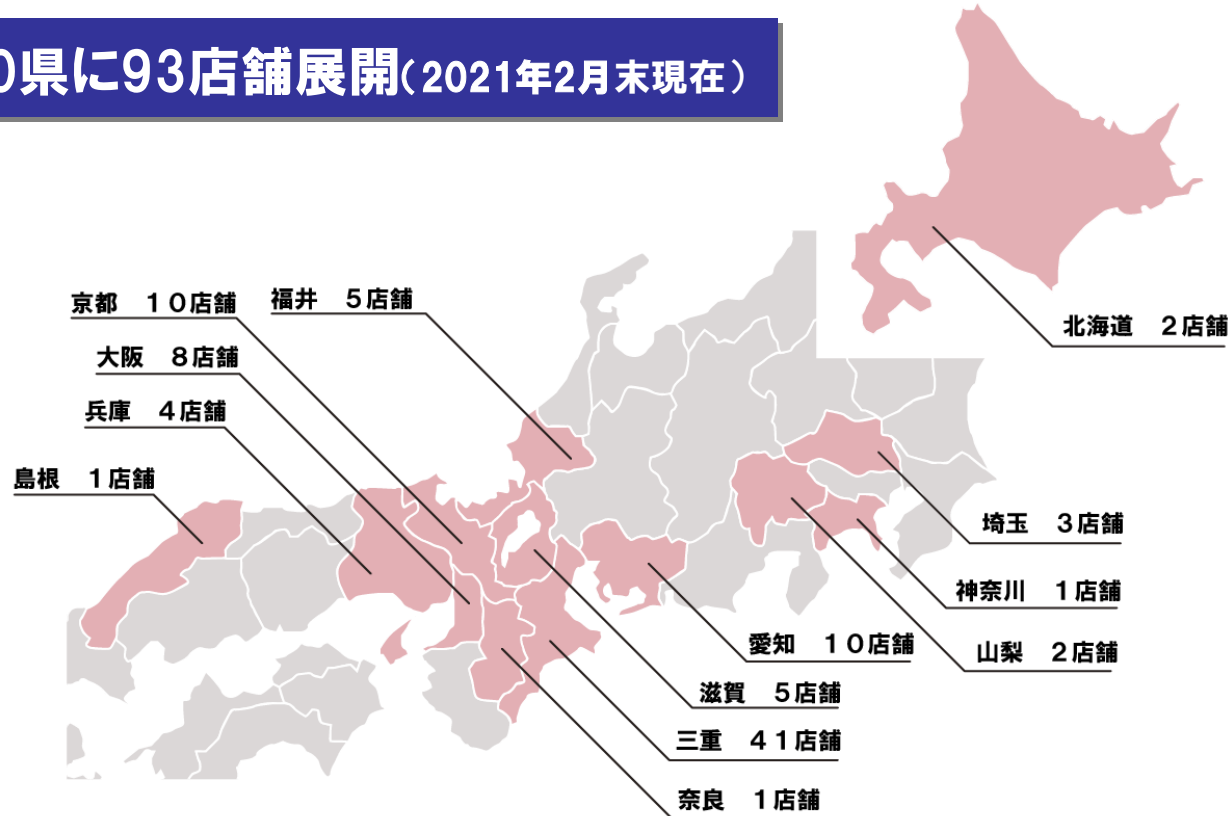 0県に93店舗展開(2021年2月末現在)
北海道 2店舗
京都 10店舗
福井 5店舗
大阪 8店舗
兵庫 4店舗
島根 1店舗
埼玉 3店舗
神奈川 1店舗
愛知 10店舗
山梨 2店舗
滋賀 5店舗
三重 41店舗
奈良 1店舗